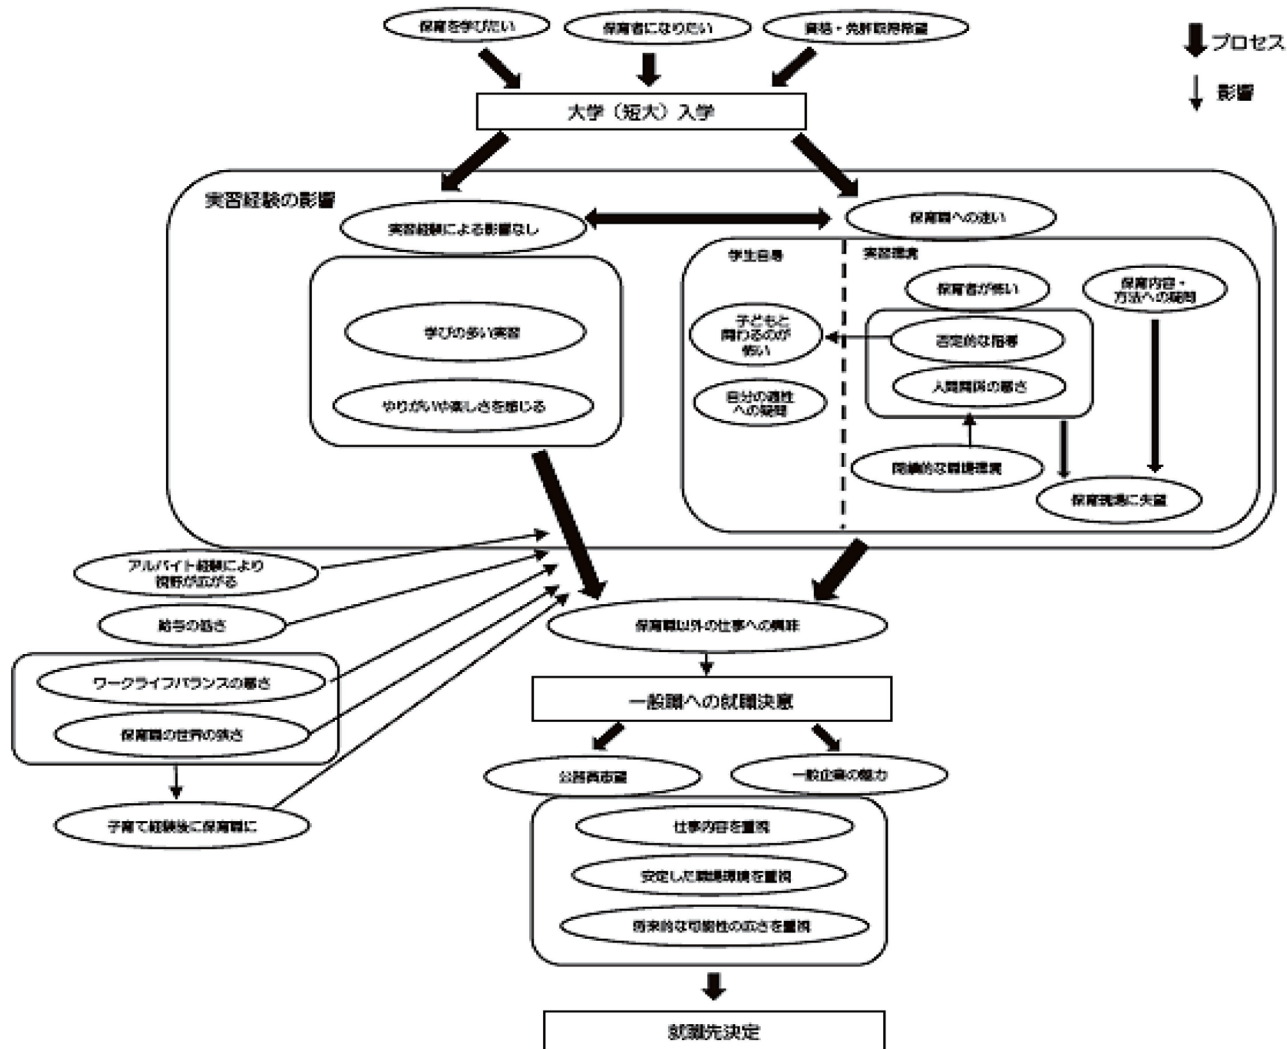 保育を学びたい
保育者になりたい
資格・免許取得希望
プロセス
影響
大学（短大）入学
実習経験の影響
実習経験による影響なし
保育職への迷い
学生自身
実習環境
学びの多い実習
やりがいや楽しさを感じる
子どもと
関わるのが
怖い
自分の適性
への疑問
保育者が怖い
否定的な指導
人間関係の悪さ
閉鎖的な職場環境
保育内容・
方法への疑問
保育現場に失望
アルバイト経験により
視野が広がる
給与の低さ
ワークライフバランスの悪さ
保育職の世界の狭さ
子育て経験後に保育職に
保育職以外の仕事への興味
一般職への就職決意
公務員志望
一般企業の魅力
仕事内容を重視
安定した職場環境を重視
将来的な可能性の広さを重視
就職先決定